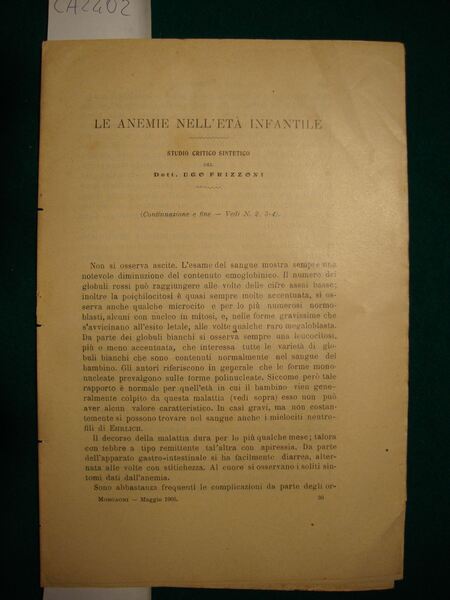 CA2402
LE ANEMIE NELL'ETÀ INFANTILE
STUDIO CRITICO SINTETICO
DEL
Dott. UGO FRIZZONI
(Continuazione e fine — Vedi N. 2, 3-4).
Non si osserva ascite. L'esame del sangue mostra sempre una
notevole diminuzione del contenuto emoglobinico. Il numero dei
globuli rossi può raggiungere alle volte delle cifre assai basse;
inoltre la poichilocitosi è quasi sempre molte accentuata, si os-
serva anche qualche microcito e per lo più numerosi normo-
blasti, alcuni con nucleo in mitosi, e, nelle forme gravissime che
s'avvicinano all'esito letale, alle volte qualche raro megaloblasta.
Da parte dei globuli bianchi si osserva sempre una leucocitosi,
più o meno accentuata, che interessa tutte le varietà di glo-
buli bianchi che sono contenuti normalmente nel sangue del
bambino. Gli autori riferiscono in generale che le forme mono-
nucleate prevalgono sulle forme polinucleate. Siccome però tale
rapporto è normale per quell'età in cui il bambino vien gene-
ralmente colpito da questa malattia (vedi sopra) esso non può
aver alcun valore caratteristico. In casi gravi, ma non costan-
temente si possono trovare nel sangue anche i mielociti neutro-
fili di EHRLICH.
Il decorso della malattia dura per lo più qualche mese; talora
con febbre a tipo remittente tal'altra con apiressia. Da parte
dell'apparato gastro-intestinale si ha facilmente diarrea, alter-
nata alle volte con stitichezza. Al cuore si osservano i soliti sin-
tomi dati dall'anemia.
Sono abbastanza frequenti le complicazioni da parte degli or-
MORGAGNI — Maggio 1905. 20